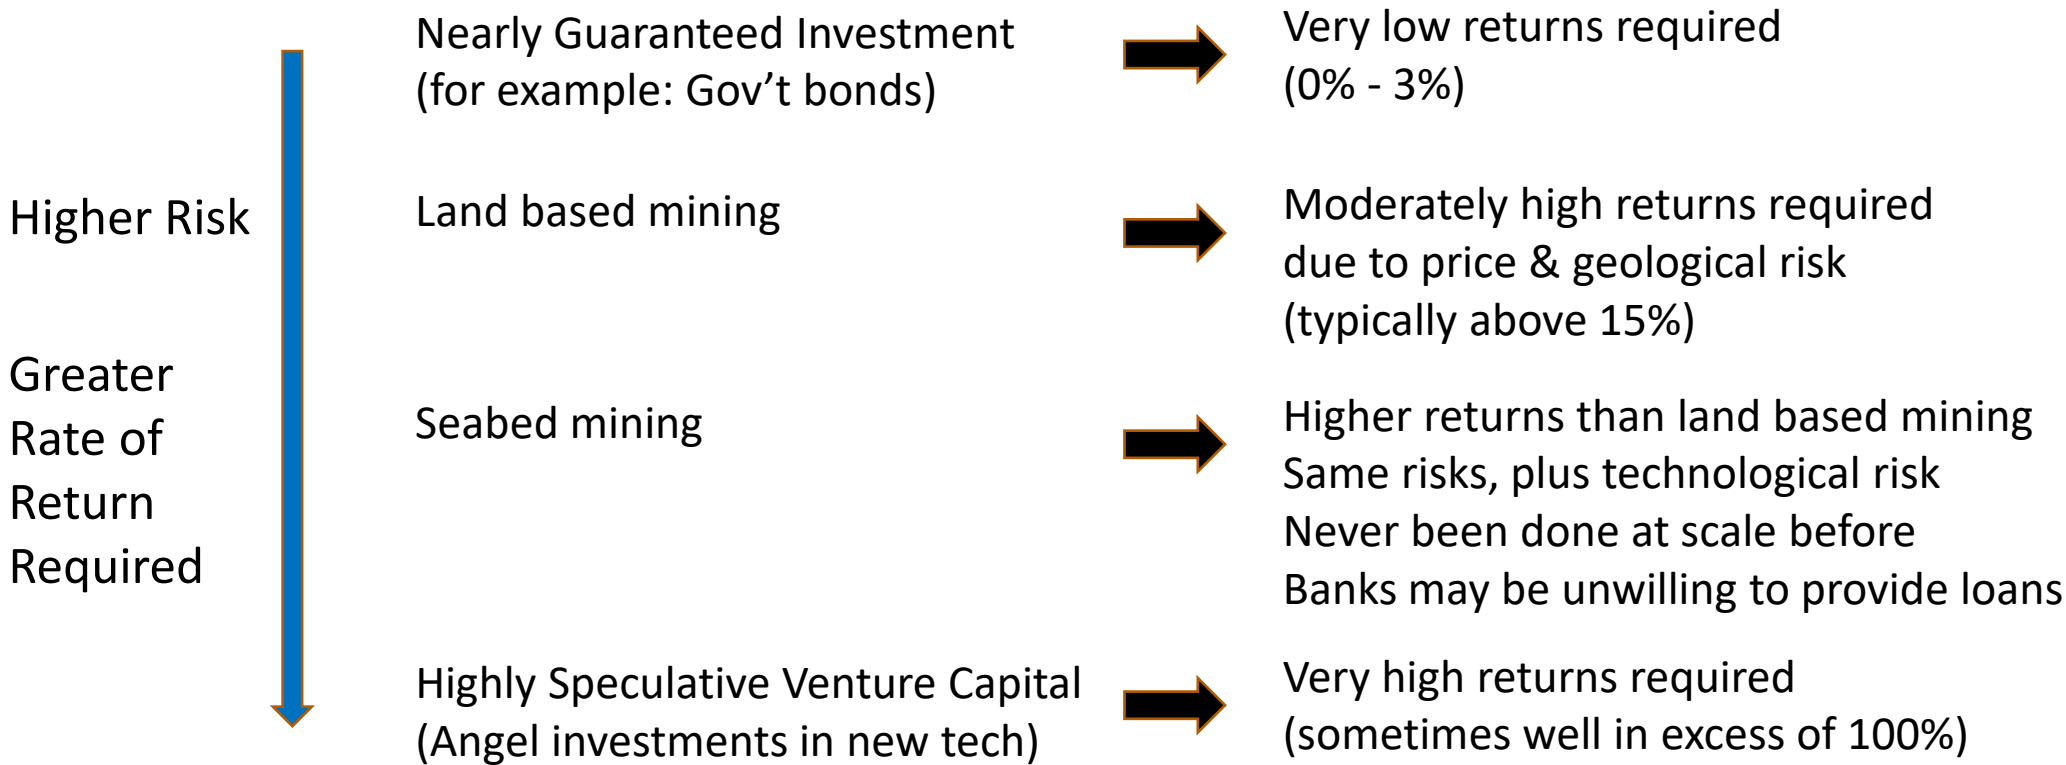 Nearly Guaranteed Investment
(for example: Gov’t bonds)
Very low returns required
(0% - 3%)
Higher Risk
Land based mining
Moderately high returns required
due to price & geological risk
(typically above 15%)
Greater
Rate of
Return
Required
Seabed mining
Higher returns than land based mining
Same risks, plus technological risk
Never been done at scale before
Banks may be unwilling to provide loans
Highly Speculative Venture Capital
(Angel investments in new tech)
Very high returns required
(sometimes well in excess of 100%)